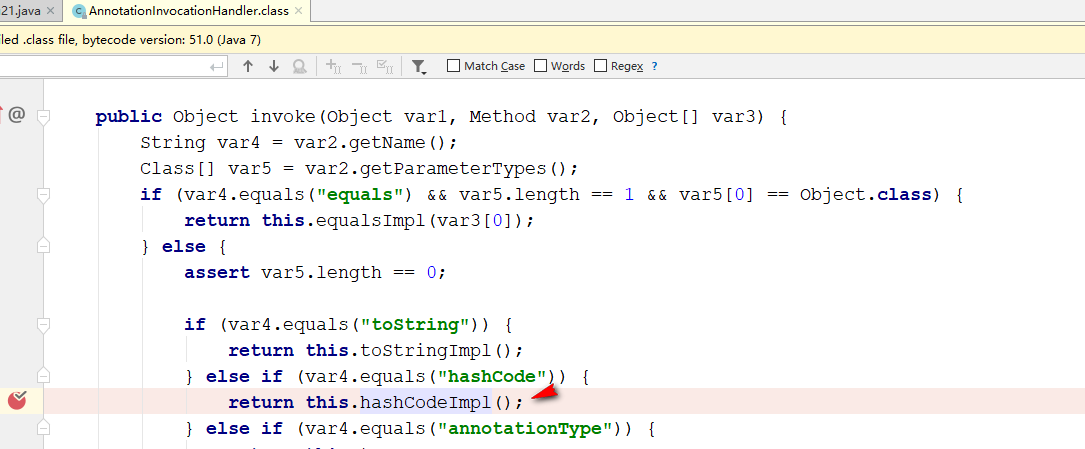 21.java
AnnotationInvocationHandler.class
iled .class file, bytecode version: 51.0 (Java 7)
Match Case Words Regex ?
public Object invoke(Object var1, Method var2, Object[] var3) {
String var4 = var2.getName();
Class[] var5 = var2.getParameterTypes();
if (var4.equals("equals") && var5.length == 1 && var5[0] == Object.class) {
return this.equalsImpl(var3[0]);
} else {
assert var5.length == 0;
if (var4.equals("toString")) {
return this.toStringImpl();
} else if (var4.equals("hashCode")) {
return this.hashCodeImpl();
} else if (var4.equals("annotationType")) {